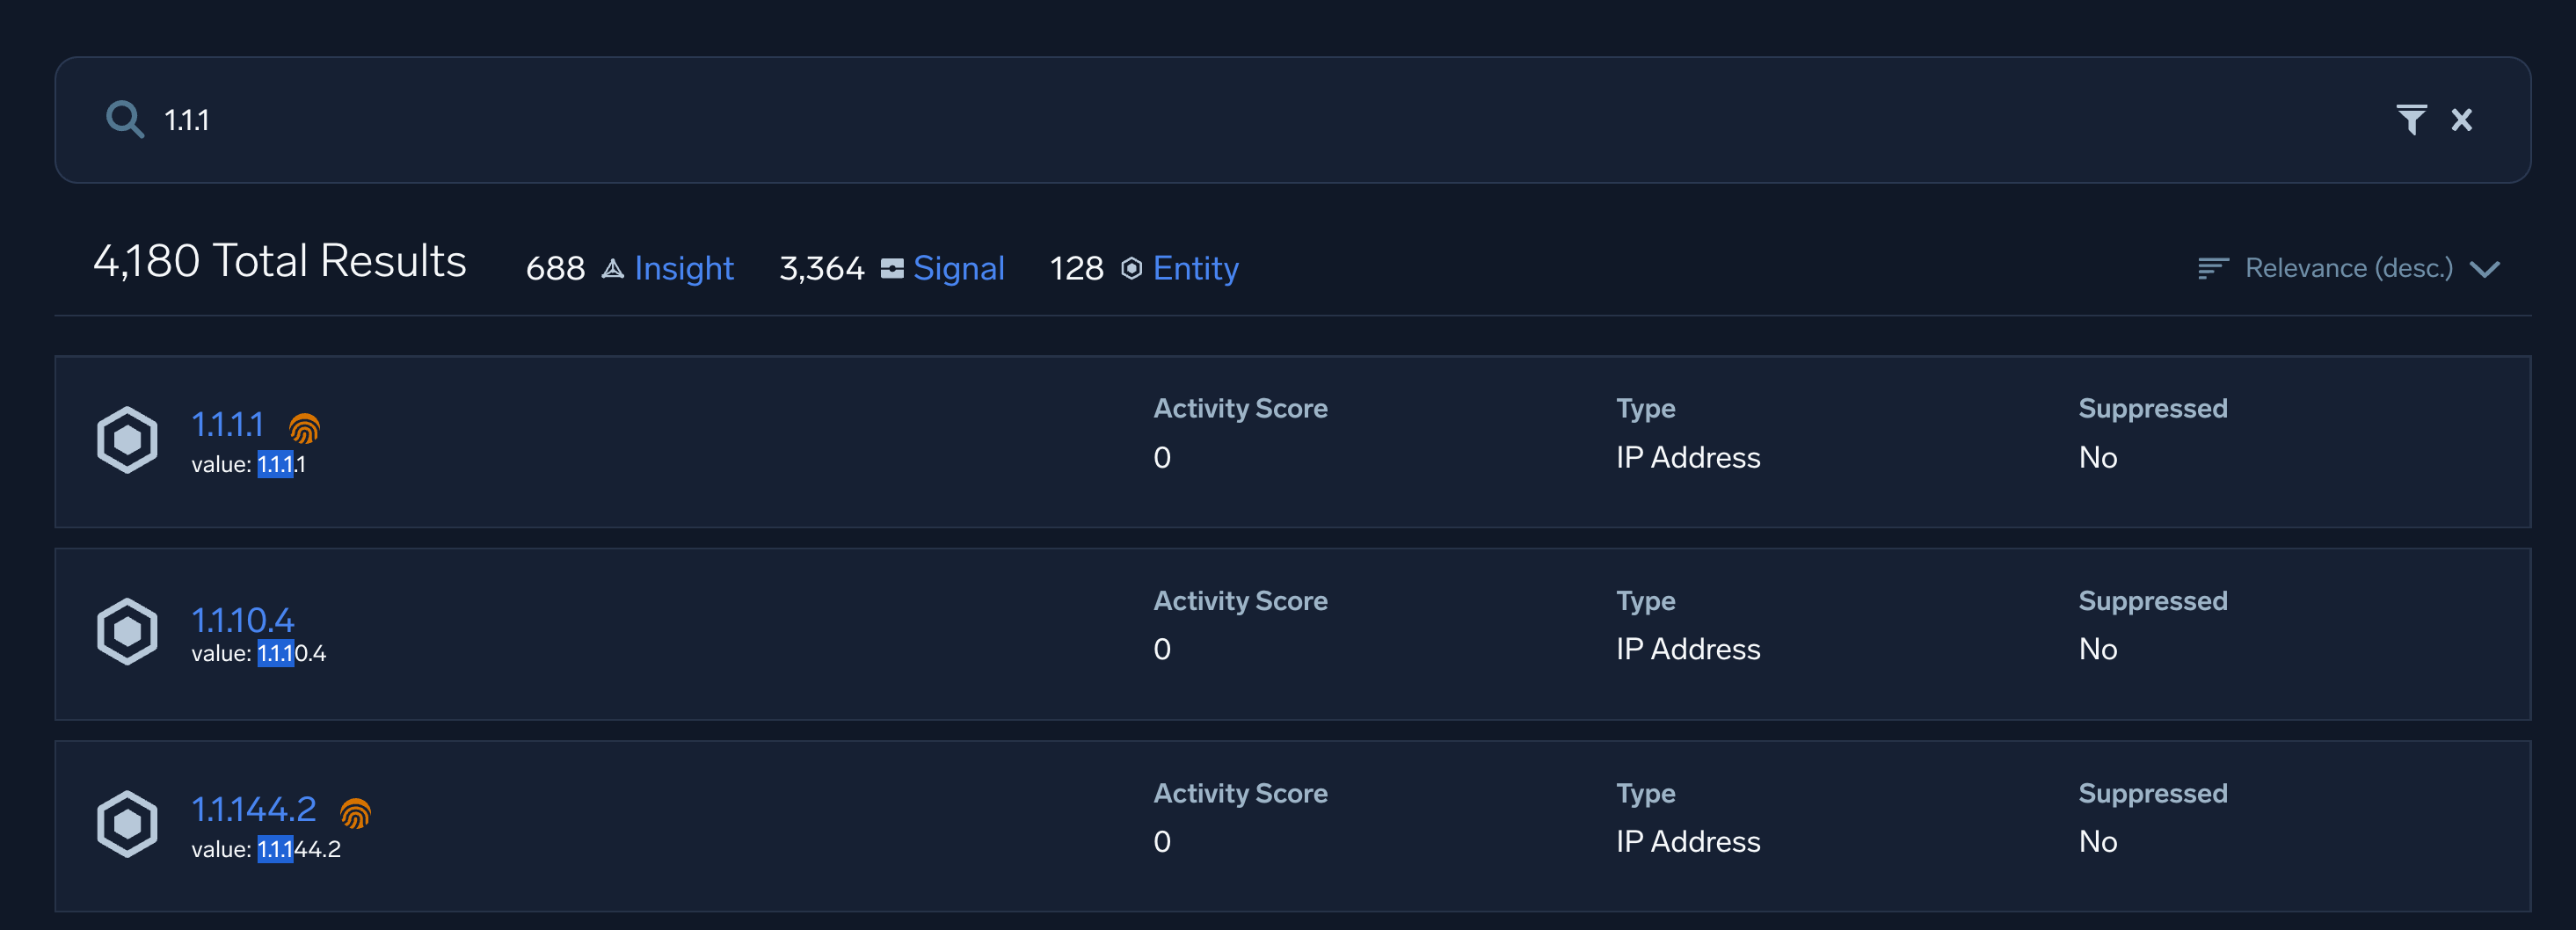 1.1.1
4,180 Total Results 688 Insight 3,364 Signal 128 Entity Relevance (desc.)
1.1.1.1 Activity Score Type Suppressed
value: 1.1.1.1 0 IP Address No
1.1.10.4 Activity Score Type Suppressed
value: 1.1.10.4 0 IP Address No
1.1.144.2 Activity Score Type Suppressed
value: 1.1.144.2 0 IP Address No